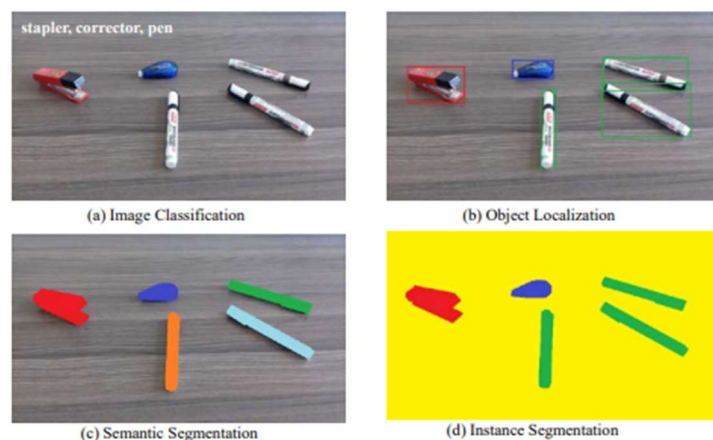 stapler, corrector, pen
(a) Image Classification
(b) Object Localization
(c) Semantic Segmentation
(d) Instance Segmentation